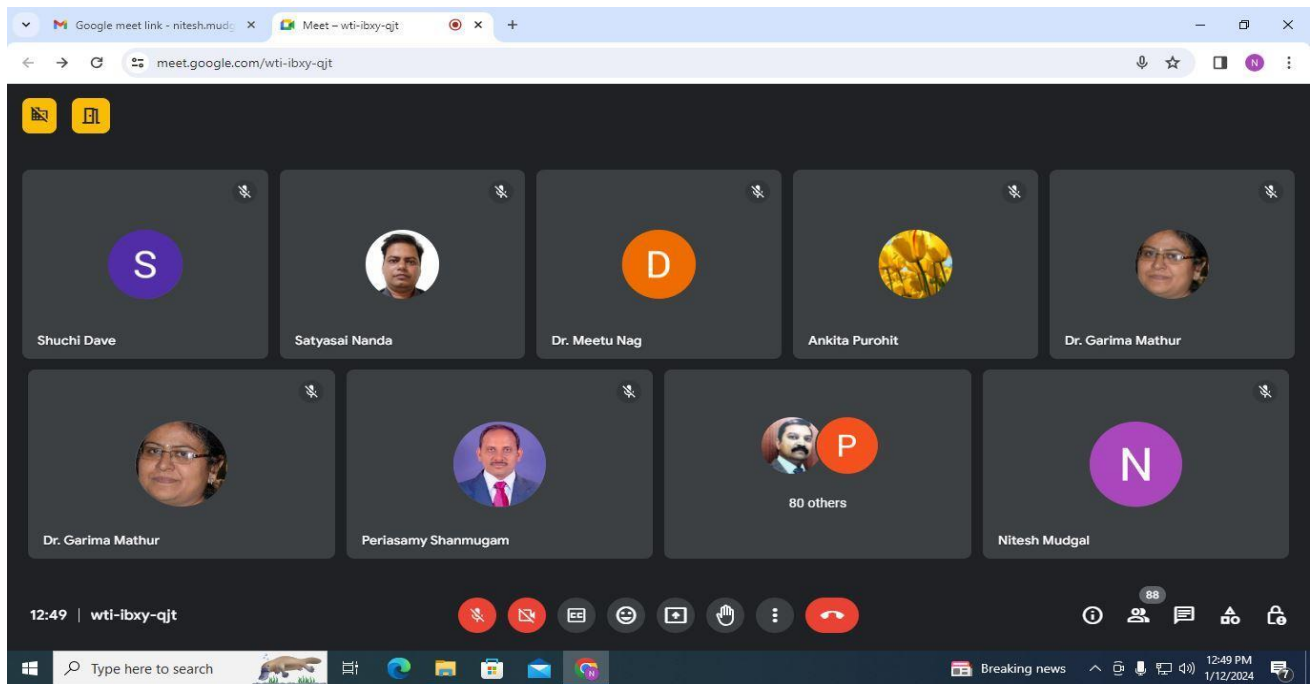 Google meet link - nitesh.mudg
Meet – wti-ibxy-qjt
meet.google.com/wti-ibxy-qjt
N
S
D
Shuchi Dave
Satyasai Nanda
Dr. Meetu Nag
Ankita Purohit
Dr. Garima Mathur
P
N
80 others
Dr. Garima Mathur
Periasamy Shanmugam
Nitesh Mudgal
88
12:49 | wti-ibxy-qjt
CC
Type here to search
Breaking news
12:49 PM
1/12/2024
7